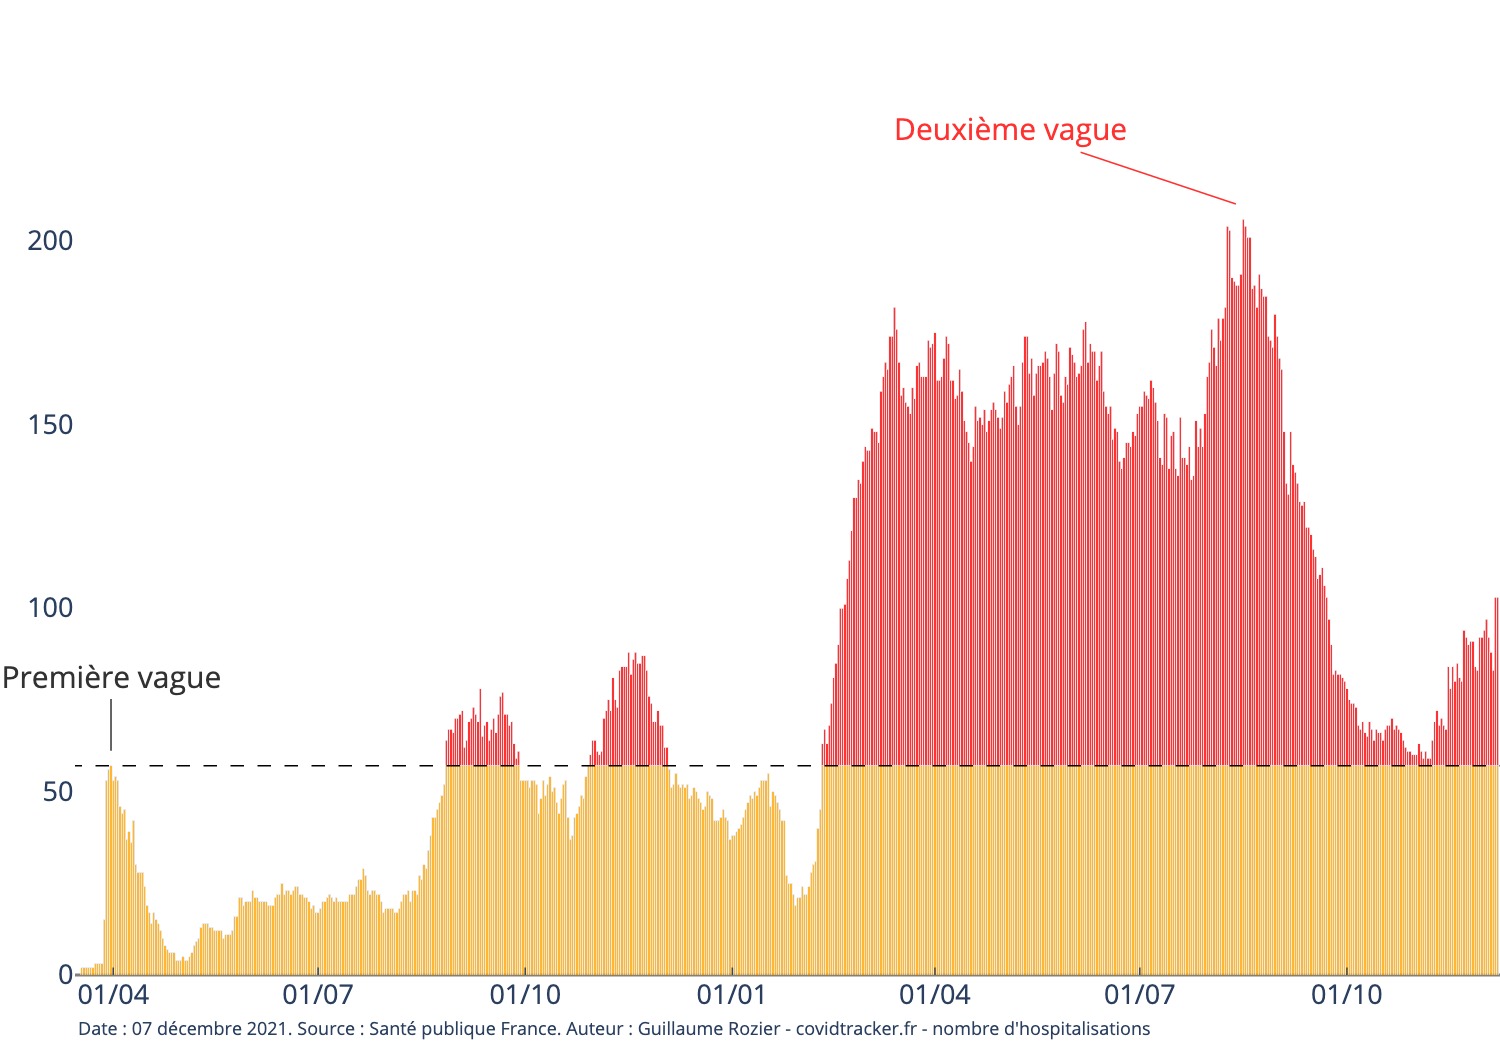 Deuxième vague
200
150
100
Première vague
50
0
01/04 01/07 01/10 01/01 01/04 01/07 01/10
Date : 07 décembre 2021. Source : Santé publique France. Auteur : Guillaume Rozier - covidtracker.fr - nombre d'hospitalisations